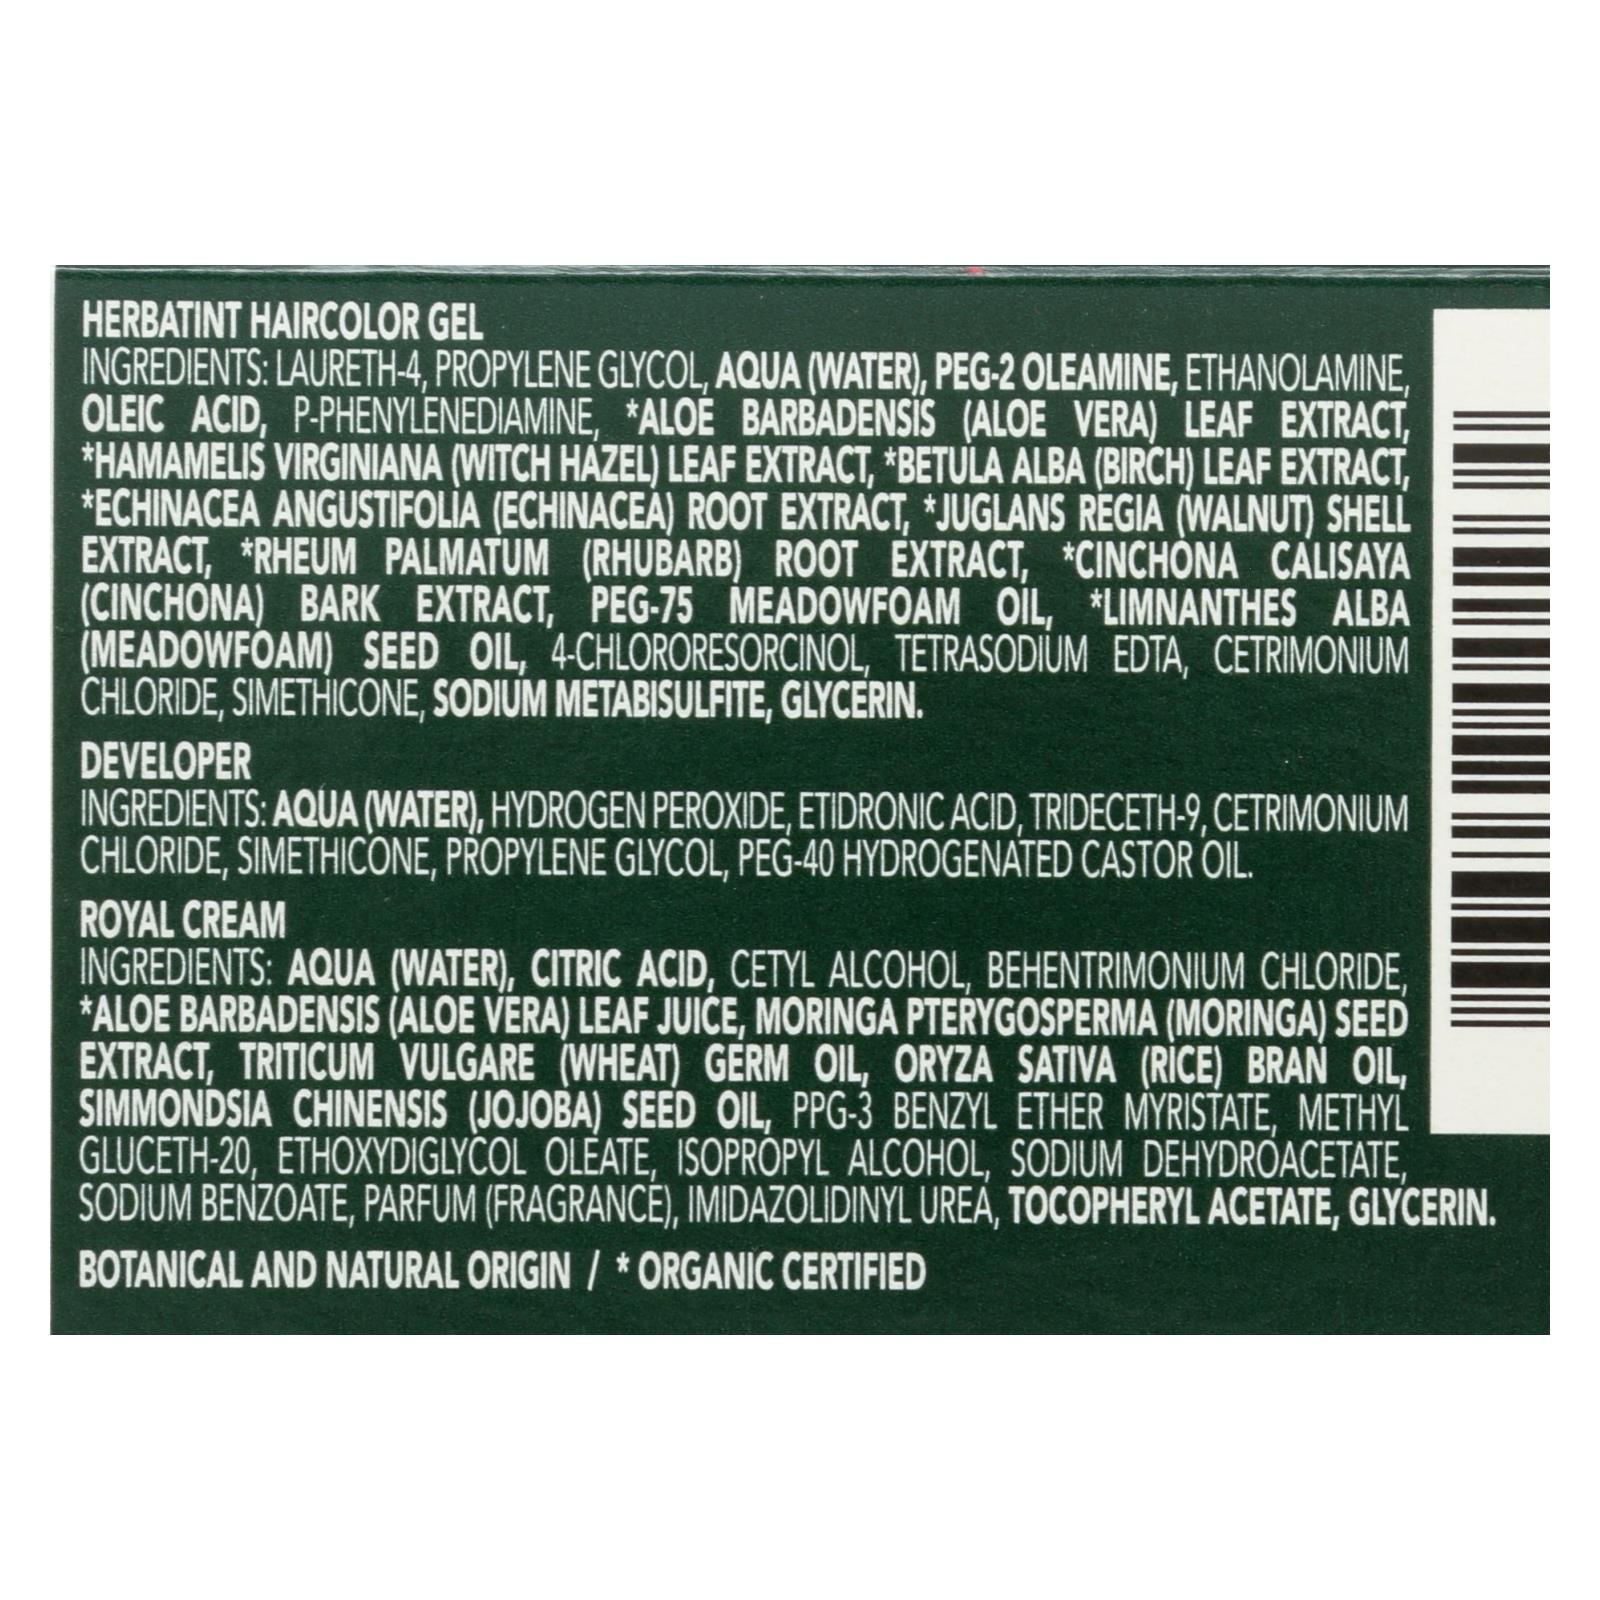 HERBATINT HAIRCOLOR GEL
INGREDIENTS: LAURETH-4, PROPYLENE GLYCOL, AQUA (WATER), PEG-2 OLEAMINE, ETHANOLAMINE,
OLEIC ACID, P-PHENYLENEDIAMINE, *ALOE BARBADENSIS (ALOE VERA) LEAF EXTRACT,
*HAMAMELIS VIRGINIANA (WITCH HAZEL) LEAF EXTRACT, *BETULA ALBA (BIRCH) LEAF EXTRACT,
*ECHINACEA ANGUSTIFOLIA (ECHINACEA) ROOT EXTRACT, *JUGLANS REGIA (WALNUT) SHELL
EXTRACT, *RHEUM PALMATUM (RHUBARB) ROOT EXTRACT, *CINCHONA CALISAYA
(CINCHONA) BARK EXTRACT, PEG-75 MEADOWFOAM OIL, *LIMNANTHES ALBA
(MEADOWFOAM) SEED OIL, 4-CHLORORESORCINOL, TETRASODIUM EDTA, CETRIMONIUM
CHLORIDE, SIMETHICONE, SODIUM METABISULFITE, GLYCERIN.
DEVELOPER
INGREDIENTS: AQUA (WATER), HYDROGEN PEROXIDE, ETIDRONIC ACID, TRIDECETH-9, CETRIMONIUM
CHLORIDE, SIMETHICONE, PROPYLENE GLYCOL, PEG-40 HYDROGENATED CASTOR OIL.
ROYAL CREAM
INGREDIENTS: AQUA (WATER), CITRIC ACID, CETYL ALCOHOL, BEHENTRIMONIUM CHLORIDE,
*ALOE BARBADENSIS (ALOE VERA) LEAF JUICE, MORINGA PTERYGOSPERMA (MORINGA) SEED
EXTRACT, TRITICUM VULGARE (WHEAT) GERM OIL, ORYZA SATIVA (RICE) BRAN OIL,
SIMMONDSIA CHINENSIS (JOJOBA) SEED OIL, PPG-3 BENZYL ETHER MYRISTATE, METHYL
GLUCETH-20, ETHOXYDIGLYCOL OLEATE, ISOPROPYL ALCOHOL, SODIUM DEHYDROACETATE,
SODIUM BENZOATE, PARFUM (FRAGRANCE), IMIDAZOLIDINYL UREA, TOCOPHERYL ACETATE, GLYCERIN.
BOTANICAL AND NATURAL ORIGIN / * ORGANIC CERTIFIED